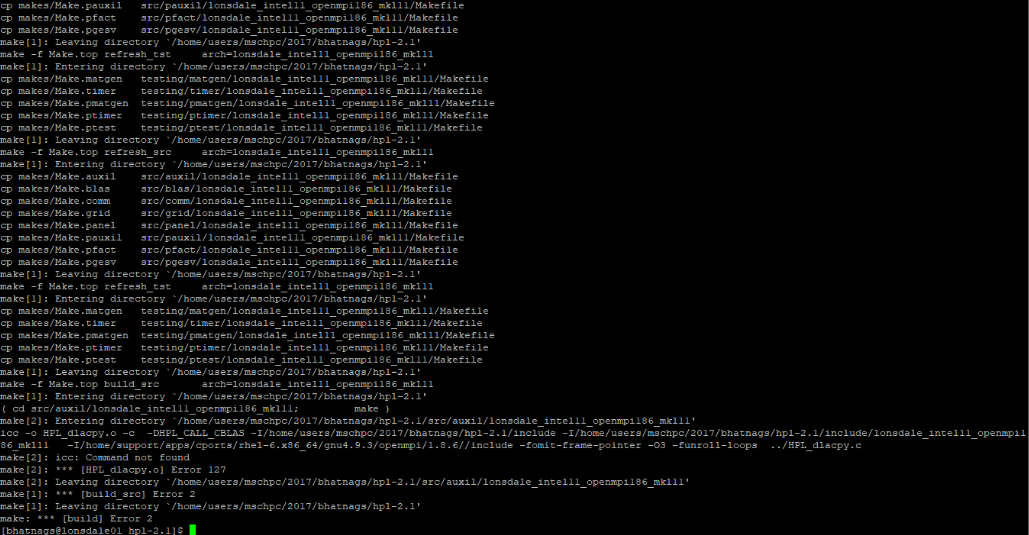 cp makes/Make.pauxil   src/pauxil/lonsdale_intel11_openmpi186_mkl11/Makefile
cp makes/Make.pfact    src/pfact/lonsdale_intel11_openmpi186_mkl11/Makefile
cp makes/Make.pgesv    src/pgesv/lonsdale_intel11_openmpi186_mkl11/Makefile
make[1]: Leaving directory `/home/users/mschpc/2017/bhatnags/hpl-2.1'
make -f Make.top refresh_tst     arch=lonsdale_intel11_openmpi186_mkl11
make[1]: Entering directory `/home/users/mschpc/2017/bhatnags/hpl-2.1'
cp makes/Make.matgen   testing/matgen/lonsdale_intel11_openmpi186_mkl11/Makefile
cp makes/Make.timer    testing/timer/lonsdale_intel11_openmpi186_mkl11/Makefile
cp makes/Make.pmatgen  testing/pmatgen/lonsdale_intel11_openmpi186_mkl11/Makefile
cp makes/Make.ptimer   testing/ptimer/lonsdale_intel11_openmpi186_mkl11/Makefile
cp makes/Make.ptest    testing/ptest/lonsdale_intel11_openmpi186_mkl11/Makefile
make[1]: Leaving directory `/home/users/mschpc/2017/bhatnags/hpl-2.1'
make -f Make.top refresh_src     arch=lonsdale_intel11_openmpi186_mkl11
make[1]: Entering directory `/home/users/mschpc/2017/bhatnags/hpl-2.1'
cp makes/Make.auxil    src/auxil/lonsdale_intel11_openmpi186_mkl11/Makefile
cp makes/Make.blas     src/blas/lonsdale_intel11_openmpi186_mkl11/Makefile
cp makes/Make.comm     src/comm/lonsdale_intel11_openmpi186_mkl11/Makefile
cp makes/Make.grid     src/grid/lonsdale_intel11_openmpi186_mkl11/Makefile
cp makes/Make.panel    src/panel/lonsdale_intel11_openmpi186_mkl11/Makefile
cp makes/Make.pauxil   src/pauxil/lonsdale_intel11_openmpi186_mkl11/Makefile
cp makes/Make.pfact    src/pfact/lonsdale_intel11_openmpi186_mkl11/Makefile
cp makes/Make.pgesv    src/pgesv/lonsdale_intel11_openmpi186_mkl11/Makefile
make[1]: Leaving directory `/home/users/mschpc/2017/bhatnags/hpl-2.1'
make -f Make.top refresh_tst     arch=lonsdale_intel11_openmpi186_mkl11
make[1]: Entering directory `/home/users/mschpc/2017/bhatnags/hpl-2.1'
cp makes/Make.matgen   testing/matgen/lonsdale_intel11_openmpi186_mkl11/Makefile
cp makes/Make.timer    testing/timer/lonsdale_intel11_openmpi186_mkl11/Makefile
cp makes/Make.pmatgen  testing/pmatgen/lonsdale_intel11_openmpi186_mkl11/Makefile
cp makes/Make.ptimer   testing/ptimer/lonsdale_intel11_openmpi186_mkl11/Makefile
cp makes/Make.ptest    testing/ptest/lonsdale_intel11_openmpi186_mkl11/Makefile
make[1]: Leaving directory `/home/users/mschpc/2017/bhatnags/hpl-2.1'
make -f Make.top build_src       arch=lonsdale_intel11_openmpi186_mkl11
make[1]: Entering directory `/home/users/mschpc/2017/bhatnags/hpl-2.1'
( cd src/auxil/lonsdale_intel11_openmpi186_mkl11;         make )
make[2]: Entering directory `/home/users/mschpc/2017/bhatnags/hpl-2.1/src/auxil/lonsdale_intel11_openmpi186_mkl11'
icc -o HPL_dlacpy.o -c  -DHPL_CALL_CBLAS -I/home/users/mschpc/2017/bhatnags/hpl-2.1/include -I/home/users/mschpc/2017/bhatnags/hpl-2.1/include/lonsdale_intel11_openmpi1
86_mkl11   -I/home/support/apps/cports/rhel-6.x86_64/gnu4.9.3/openmpi/1.8.6//include -fomit-frame-pointer -O3 -funroll-loops  ../HPL_dlacpy.c
make[2]: icc: Command not found
make[2]: *** [HPL_dlacpy.o] Error 127
make[2]: Leaving directory `/home/users/mschpc/2017/bhatnags/hpl-2.1/src/auxil/lonsdale_intel11_openmpi186_mkl11'
make[1]: *** [build_src] Error 2
make[1]: Leaving directory `/home/users/mschpc/2017/bhatnags/hpl-2.1'
make: *** [build] Error 2
[bhatnags@lonsdale01 hpl-2.1]$